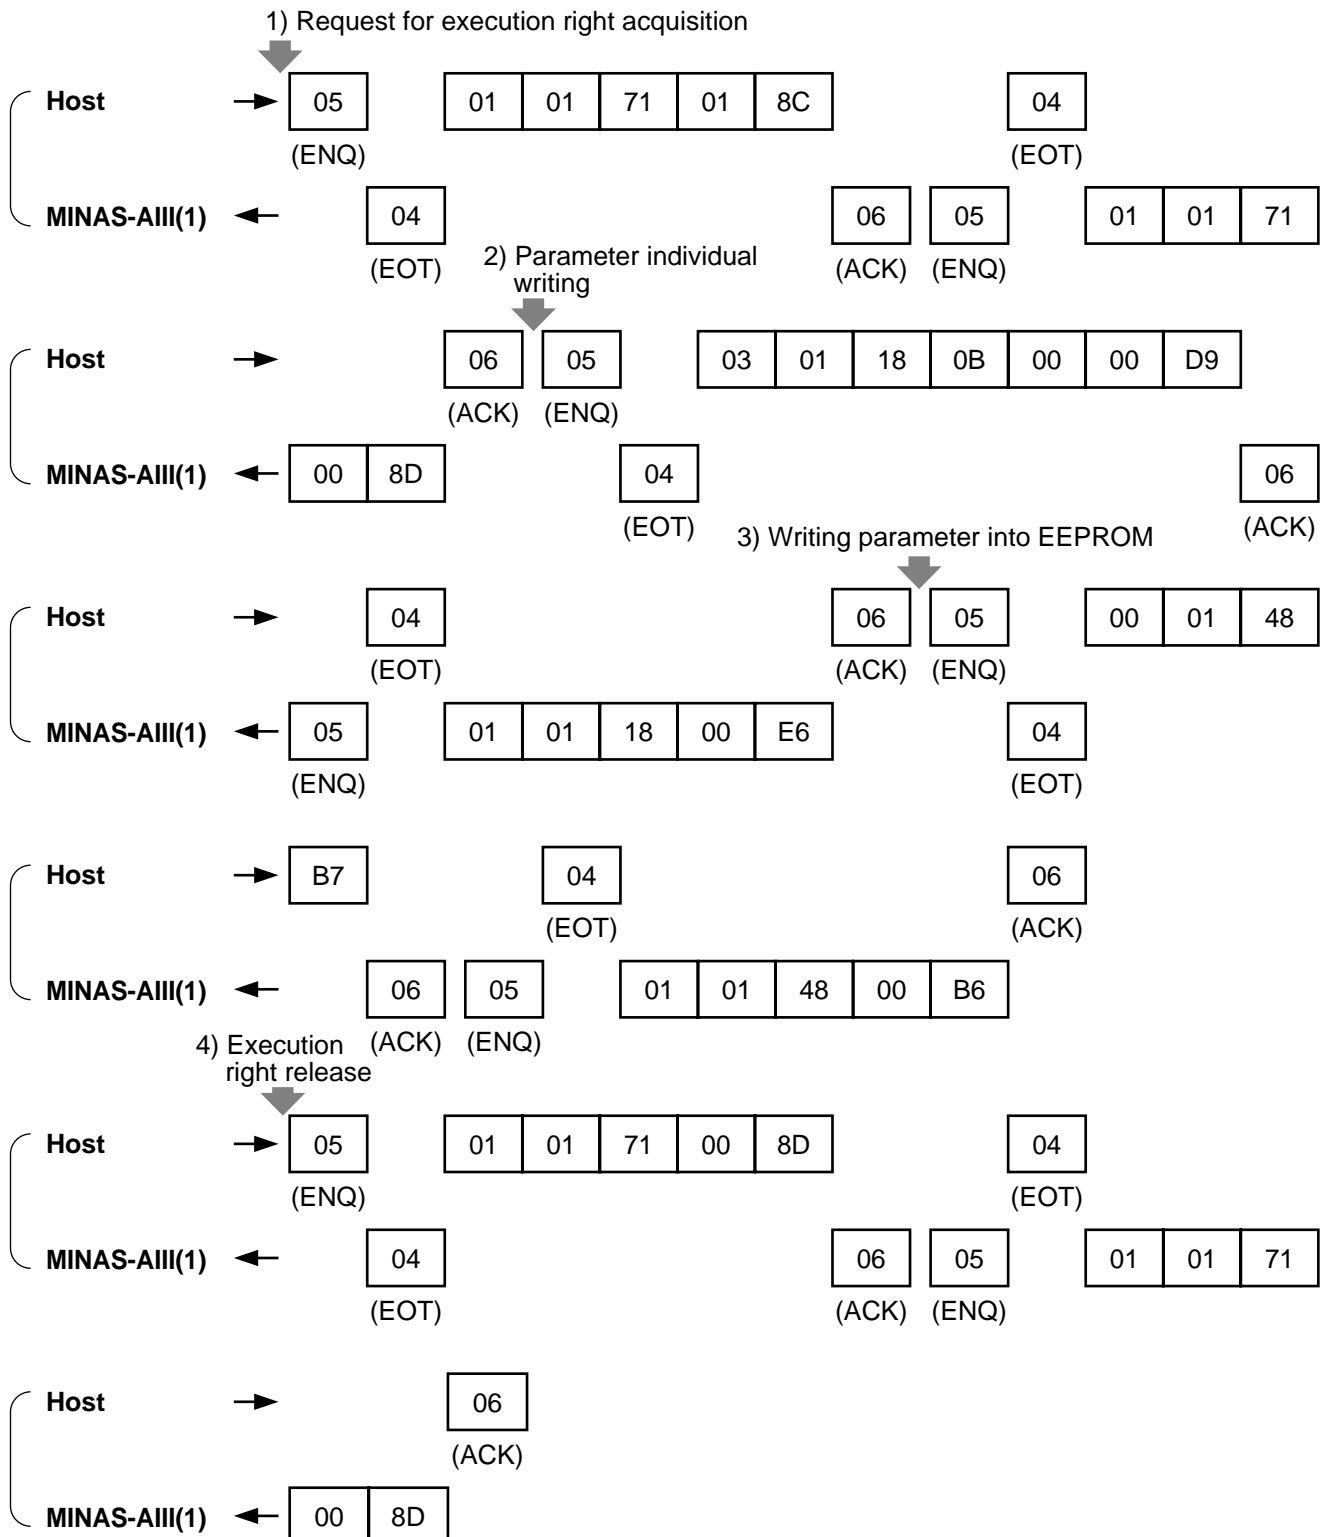 1) Request for execution right acquisition
Host 05 01 01 71 01 8C 04
(ENQ) (EOT)
MINAS-AIII(1) 04 06 05 01 01 71
(EOT) (ACK) (ENQ)
2) Parameter individual
writing
Host 06 05 03 01 18 0B 00 00 D9
(ACK) (ENQ)
MINAS-AIII(1) 00 8D 04 06
(EOT) (ACK)
3) Writing parameter into EEPROM
Host 04 06 05 00 01 48
(EOT) (ACK) (ENQ)
MINAS-AIII(1) 05 01 01 18 00 E6 04
(ENQ) (EOT)
Host B7 04 06
(EOT) (ACK)
MINAS-AIII(1) 06 05 01 01 48 00 B6
(ACK) (ENQ)
4) Execution
right release
Host 05 01 01 71 00 8D 04
(ENQ) (EOT)
MINAS-AIII(1) 04 06 05 01 01 71
(EOT) (ACK) (ENQ)
Host 06
(ACK)
MINAS-AIII(1) 00 8D